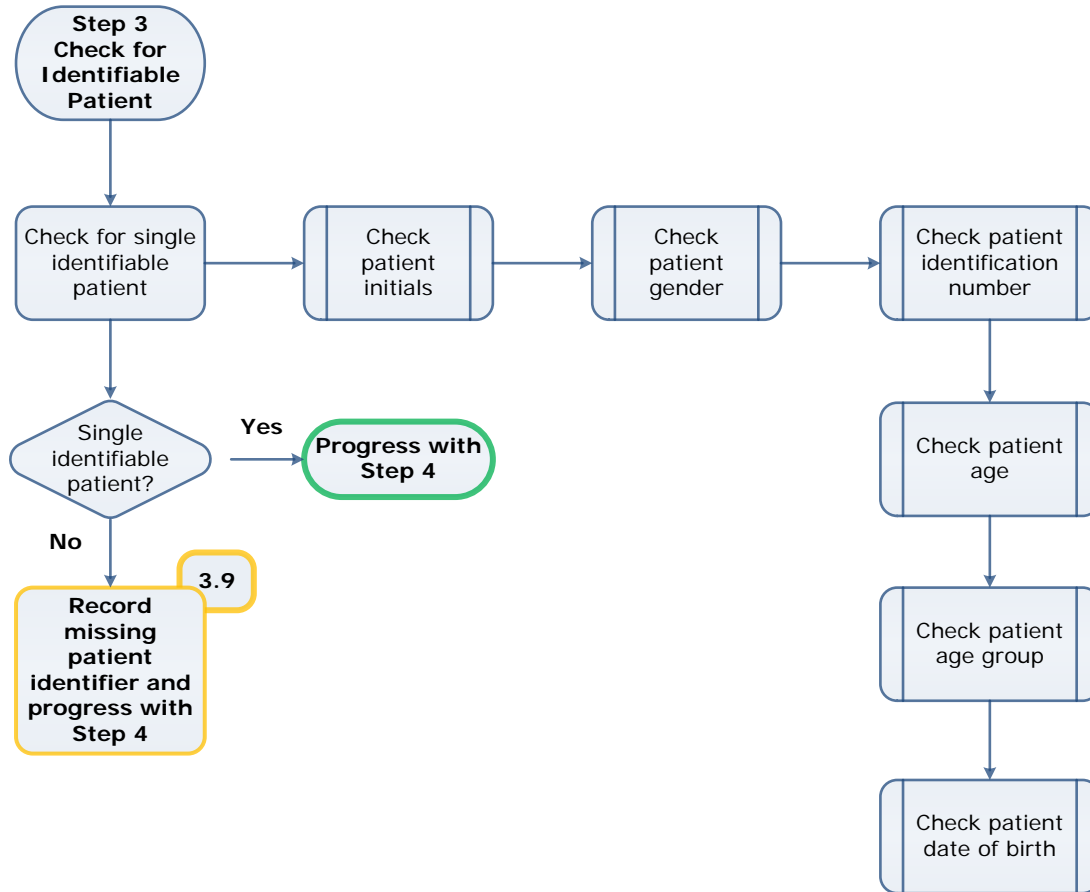 Step 3
Check for
Identifiable
Patient
Check for single
identifiable
patient
Check
patient
initials
Check
patient
gender
Check patient
identification
number
Single
identifiable
patient?
Yes
Progress with
Step 4
Check patient
age
No
3.9
Record
missing
patient
identifier and
progress with
Step 4
Check patient
age group
Check patient
date of birth